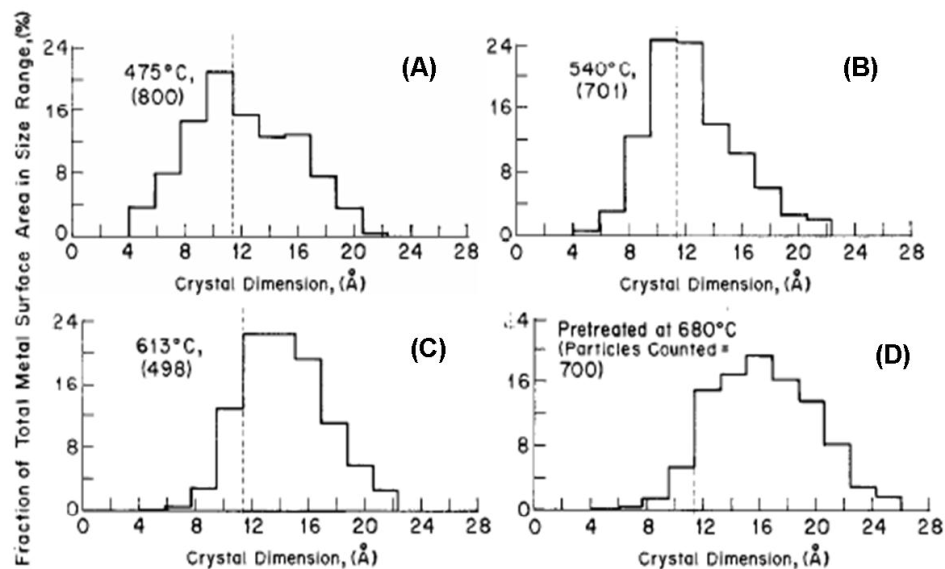 Fraction of Total Metal Surface Area in Size Range,(%)
24
16
8
0
475°C,
(800)
(A)
0 4 8 12 16 20 24 28
Crystal Dimension, (Å)
24
16
8
0
540°C,
(701)
(B)
0 4 8 12 16 20 24 28
Crystal Dimension, (Å)
24
16
8
0
613°C,
(498)
(C)
0 4 8 12 16 20 24 28
Crystal Dimension, (Å)
16
8
0
Pretreated at 680°C
(Particles Counted =
700)
(D)
0 4 8 12 16 20 24 28
Crystal Dimension, (Å)